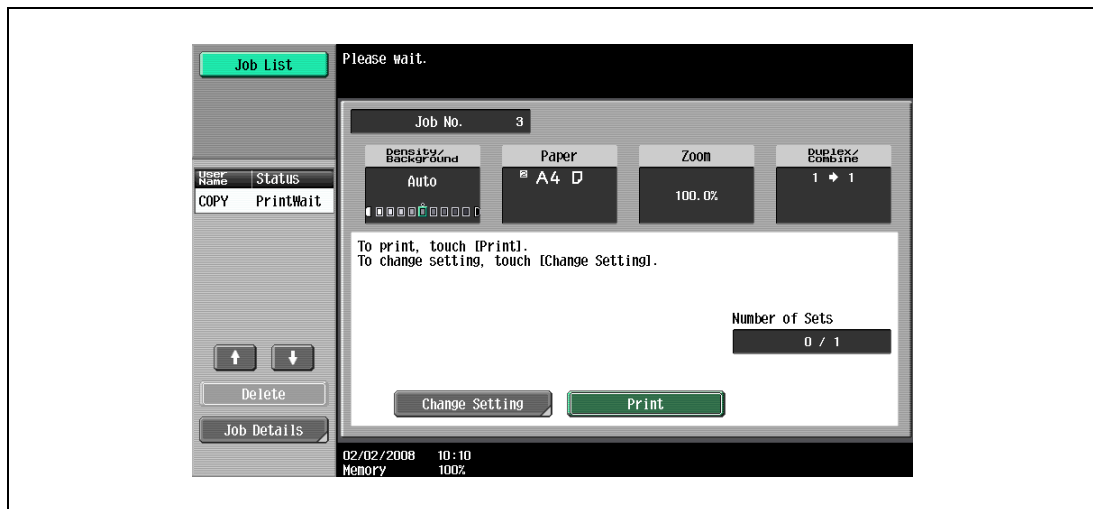 Job List
Please wait.
Job No. 3
Density/
Background
Paper
Zoom
Duplex/
Combine
Auto
2 A4
100.0%
1 → 1
User
Name
Status
COPY PrintWait
To print, touch [Print].
To change setting, touch [Change Setting].
Number of Sets
0 / 1
Delete
Change Setting
Print
Job Details
02/02/2008 10:10
Memory 100%